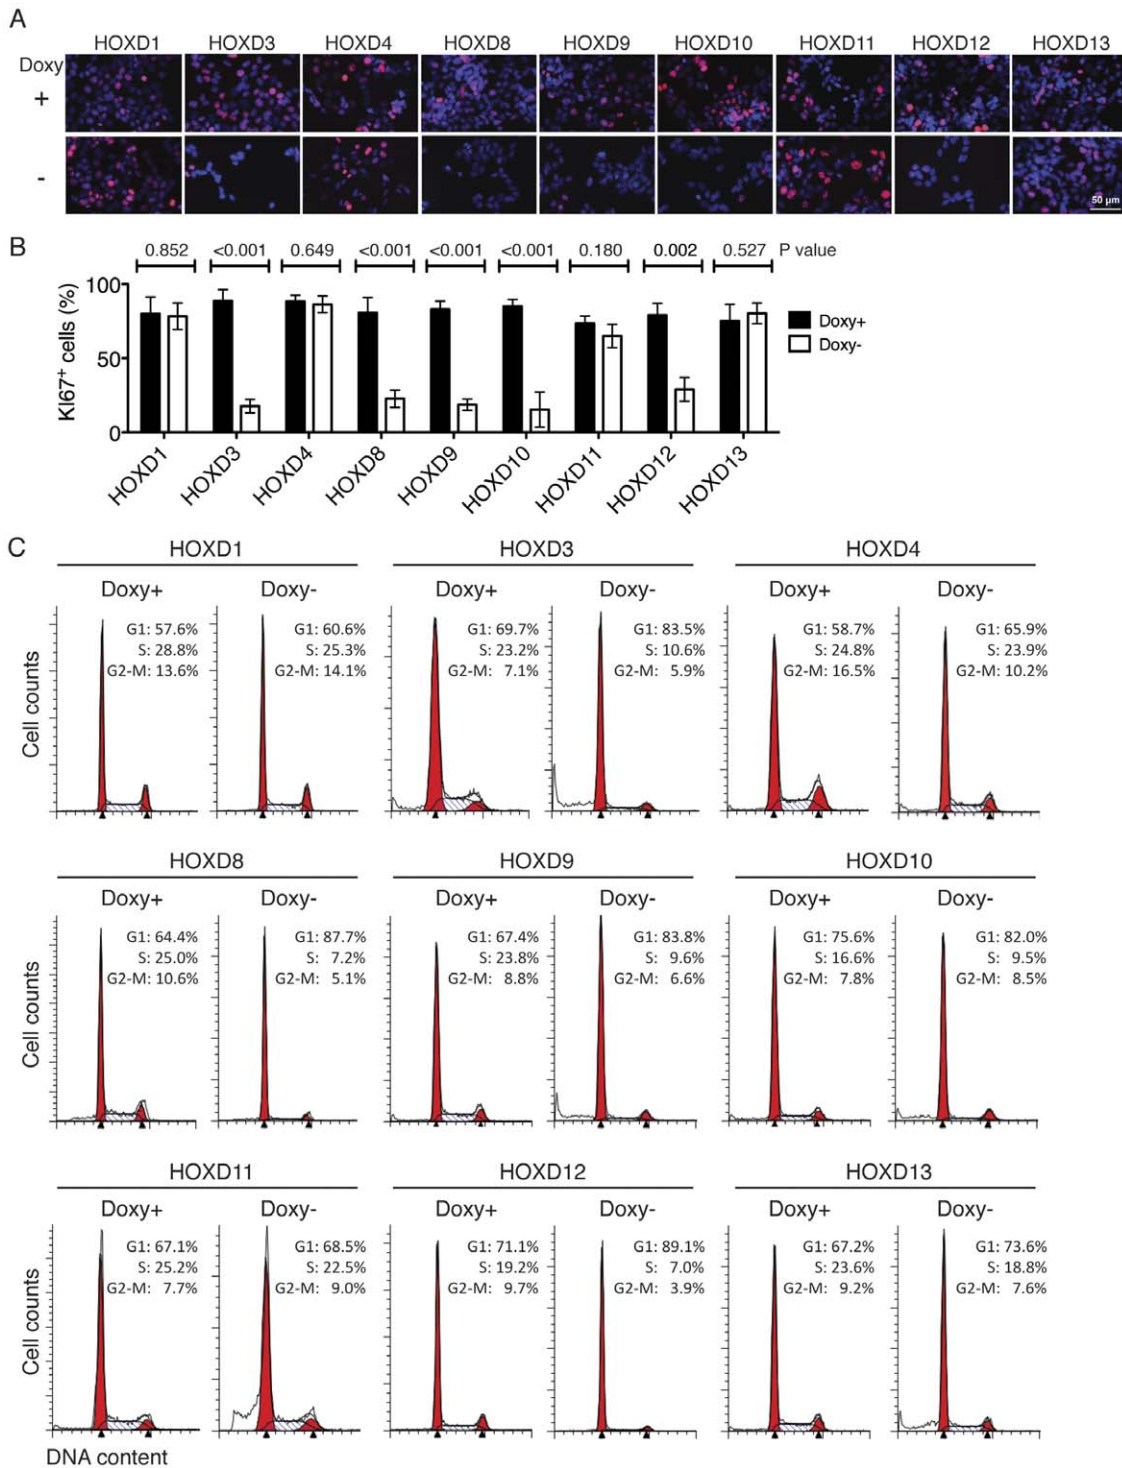 A
HOXD1 HOXD3 HOXD4 HOXD8 HOXD9 HOXD10 HOXD11 HOXD12 HOXD13
Doxy
+
-
50 µm
B
0.852 <0.001 0.649 <0.001 <0.001 <0.001 0.180 0.002 0.527 P value
KI67⁺ cells (%)
100
50
0
Doxy+
Doxy-
HOXD1 HOXD3 HOXD4 HOXD8 HOXD9 HOXD10 HOXD11 HOXD12 HOXD13
C
HOXD1 HOXD3 HOXD4
Doxy+ Doxy- Doxy+ Doxy- Doxy+ Doxy-
G1: 57.6% G1: 60.6% G1: 69.7% G1: 83.5% G1: 58.7% G1: 65.9%
S: 28.8% S: 25.3% S: 23.2% S: 10.6% S: 24.8% S: 23.9%
G2-M: 13.6% G2-M: 14.1% G2-M: 7.1% G2-M: 5.9% G2-M: 16.5% G2-M: 10.2%
Cell counts
HOXD8 HOXD9 HOXD10
Doxy+ Doxy- Doxy+ Doxy- Doxy+ Doxy-
G1: 64.4% G1: 87.7% G1: 67.4% G1: 83.8% G1: 75.6% G1: 82.0%
S: 25.0% S: 7.2% S: 23.8% S: 9.6% S: 16.6% S: 9.5%
G2-M: 10.6% G2-M: 5.1% G2-M: 8.8% G2-M: 6.6% G2-M: 7.8% G2-M: 8.5%
Cell counts
HOXD11 HOXD12 HOXD13
Doxy+ Doxy- Doxy+ Doxy- Doxy+ Doxy-
G1: 67.1% G1: 68.5% G1: 71.1% G1: 89.1% G1: 67.2% G1: 73.6%
S: 25.2% S: 22.5% S: 19.2% S: 7.0% S: 23.6% S: 18.8%
G2-M: 7.7% G2-M: 9.0% G2-M: 9.7% G2-M: 3.9% G2-M: 9.2% G2-M: 7.6%
Cell counts
DNA content